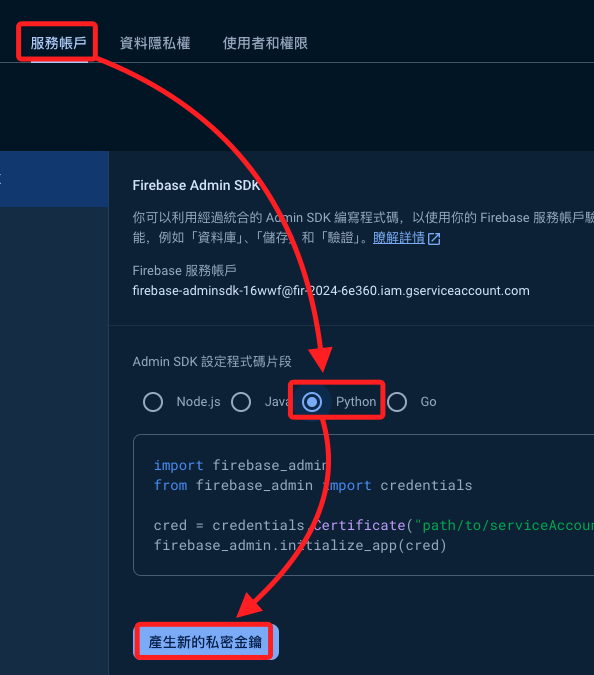 服務帳戶 資料隱私權 使用者和權限
Firebase Admin SDK
你可以利用經過統合的 Admin SDK 編寫程式碼，以使用你的 Firebase 服務帳戶
能，例如「資料庫」、「儲存」和「驗證」。瞭解詳情
Firebase 服務帳戶
firebase-adminsdk-16wwf@fir-2024-6e360.iam.gserviceaccount.com
Admin SDK 設定程式碼片段
Node.js Java Python Go
import firebase_admin
from firebase_admin import credentials
cred = credentials.Certificate("path/to/serviceAccoun
firebase_admin.initialize_app(cred)
產生新的私密金鑰